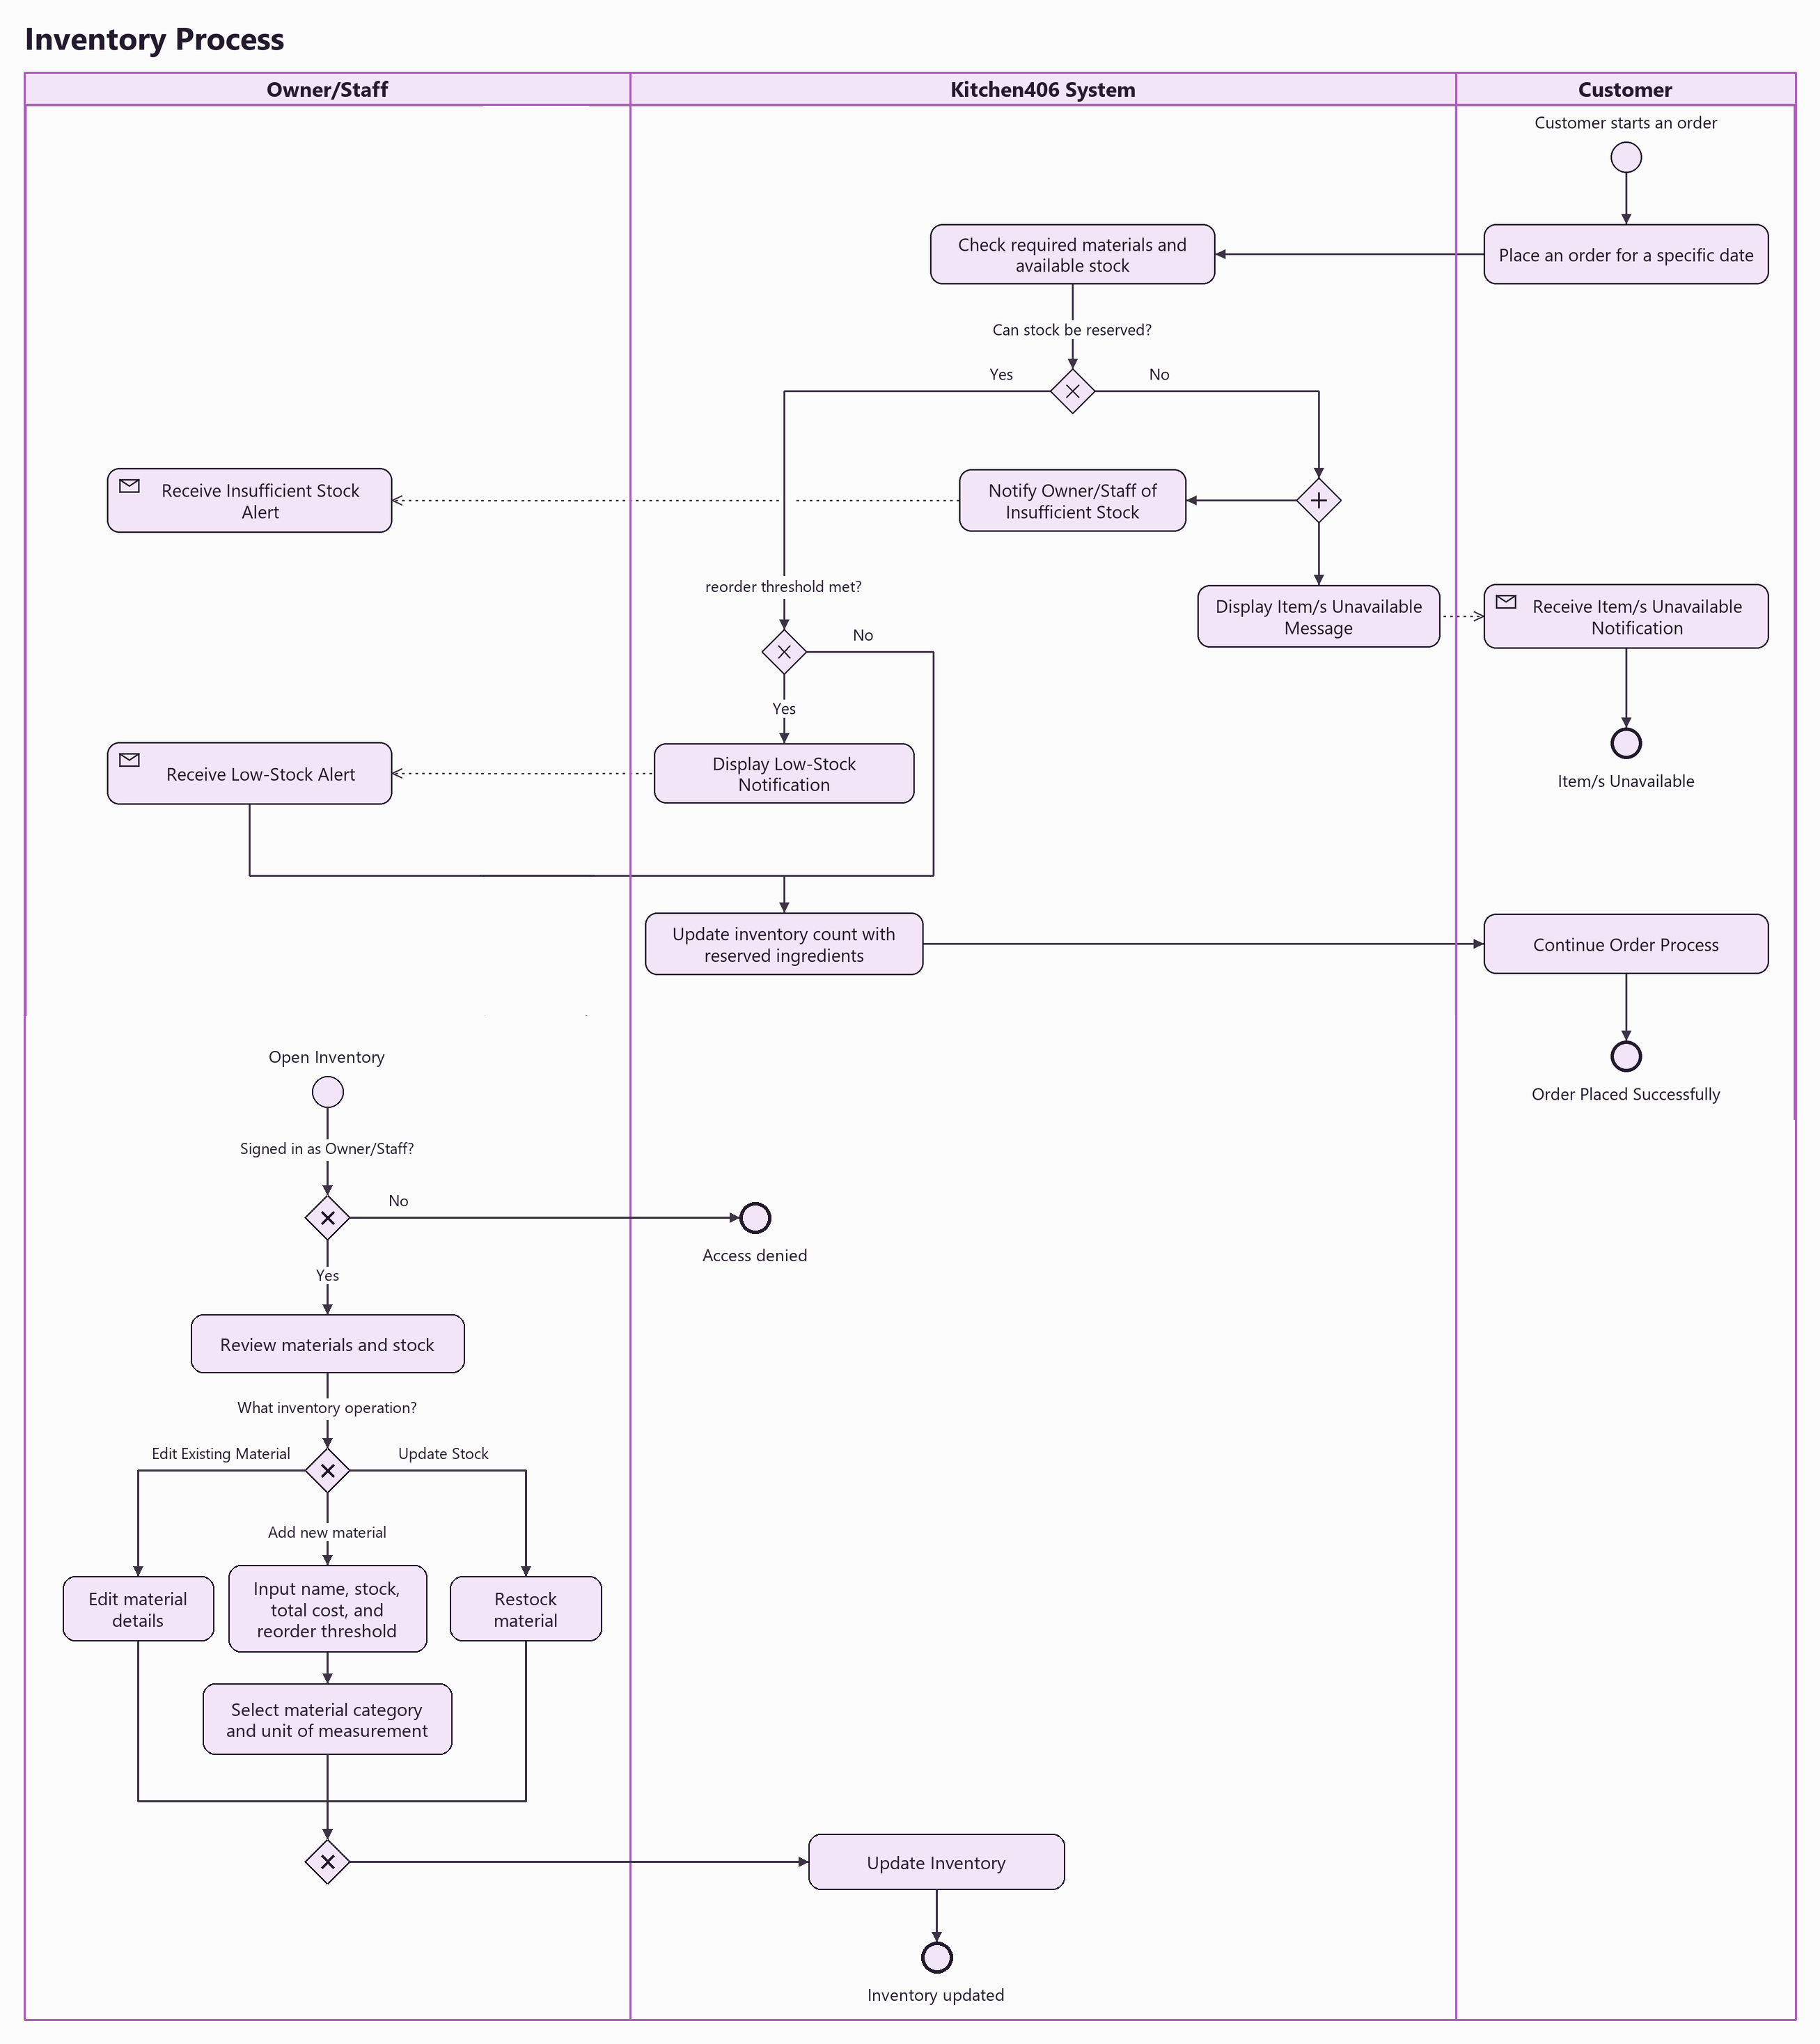 Inventory Process
Owner/Staff
Kitchen406 System
Customer
Customer starts an order
Check required materials and
available stock
Place an order for a specific date
Can stock be reserved?
Yes
No
Receive Insufficient Stock
Alert
Notify Owner/Staff of
Insufficient Stock
reorder threshold met?
Display Item/s Unavailable
Message
Receive Item/s Unavailable
Notification
No
Yes
Receive Low-Stock Alert
Display Low-Stock
Notification
Item/s Unavailable
Update inventory count with
reserved ingredients
Continue Order Process
Open Inventory
Order Placed Successfully
Signed in as Owner/Staff?
No
Access denied
Yes
Review materials and stock
What inventory operation?
Edit Existing Material
Update Stock
Add new material
Edit material
details
Input name, stock,
total cost, and
reorder threshold
Restock
material
Select material category
and unit of measurement
Update Inventory
Inventory updated